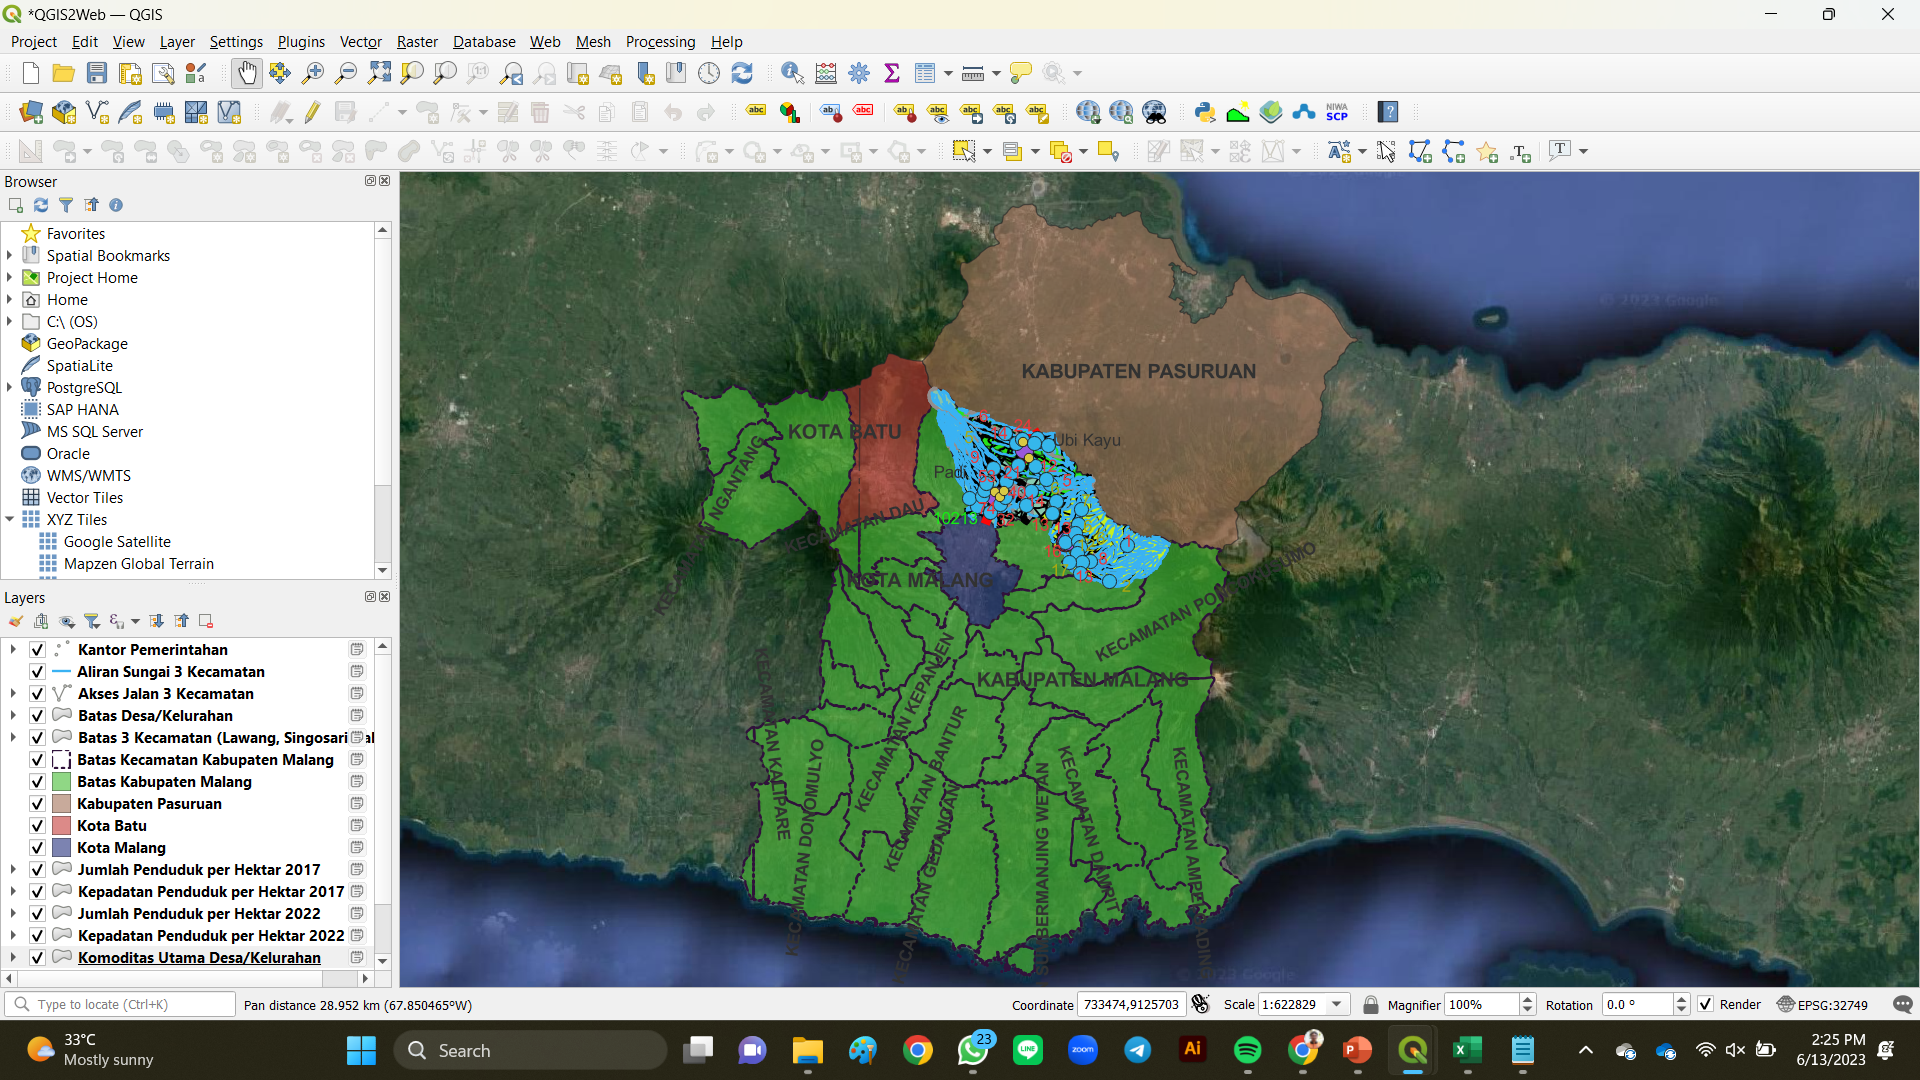 *QGIS2Web — QGIS
Project Edit View Layer Settings Plugins Vector Raster Database Web Mesh Processing Help
NIWA
SCP
Browser
Favorites
Spatial Bookmarks
Project Home
Home
C:\ (OS)
GeoPackage
SpatiaLite
PostgreSQL
SAP HANA
MS SQL Server
Oracle
WMS/WMTS
Vector Tiles
XYZ Tiles
Google Satellite
Mapzen Global Terrain
Layers
Kantor Pemerintahan
Aliran Sungai 3 Kecamatan
Akses Jalan 3 Kecamatan
Batas Desa/Kelurahan
Batas 3 Kecamatan (Lawang, Singosari
Batas Kecamatan Kabupaten Malang
Batas Kabupaten Malang
Kabupaten Pasuruan
Kota Batu
Kota Malang
Jumlah Penduduk per Hektar 2017
Kepadatan Penduduk per Hektar 2017
Jumlah Penduduk per Hektar 2022
Kepadatan Penduduk per Hektar 2022
Komoditas Utama Desa/Kelurahan
© 2023 Google
KABUPATEN PASURUAN
KOTA BATU
Ubi Kayu
Padi
10213
KECAMATAN NGANTANG
KECAMATAN DAU
KOTA MALANG
KABUPATEN MALANG
KECAMATAN KEPANJEN
KECAMATAN BANTUR
KECAMATAN GEDANGAN
KECAMATAN DONOMULYO
KALIPARE
SUMBERMANJING WETAN
KECAMATAN DAMPIT
Type to locate (Ctrl+K)
Pan distance 28.952 km (67.850465°W)
Coordinate 733474,9125703 Scale 1:622829 Magnifier 100% Rotation 0.0 ° Render EPSG:32749
33°C
Mostly sunny
Search
23
LINE
zoom
Ai
2:25 PM
6/13/2023